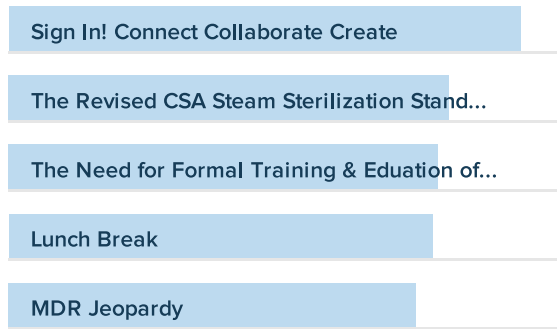 Sign In! Connect Collaborate Create
The Revised CSA Steam Sterilization Stand...
The Need for Formal Training & Eduation of...
Lunch Break
MDR Jeopardy